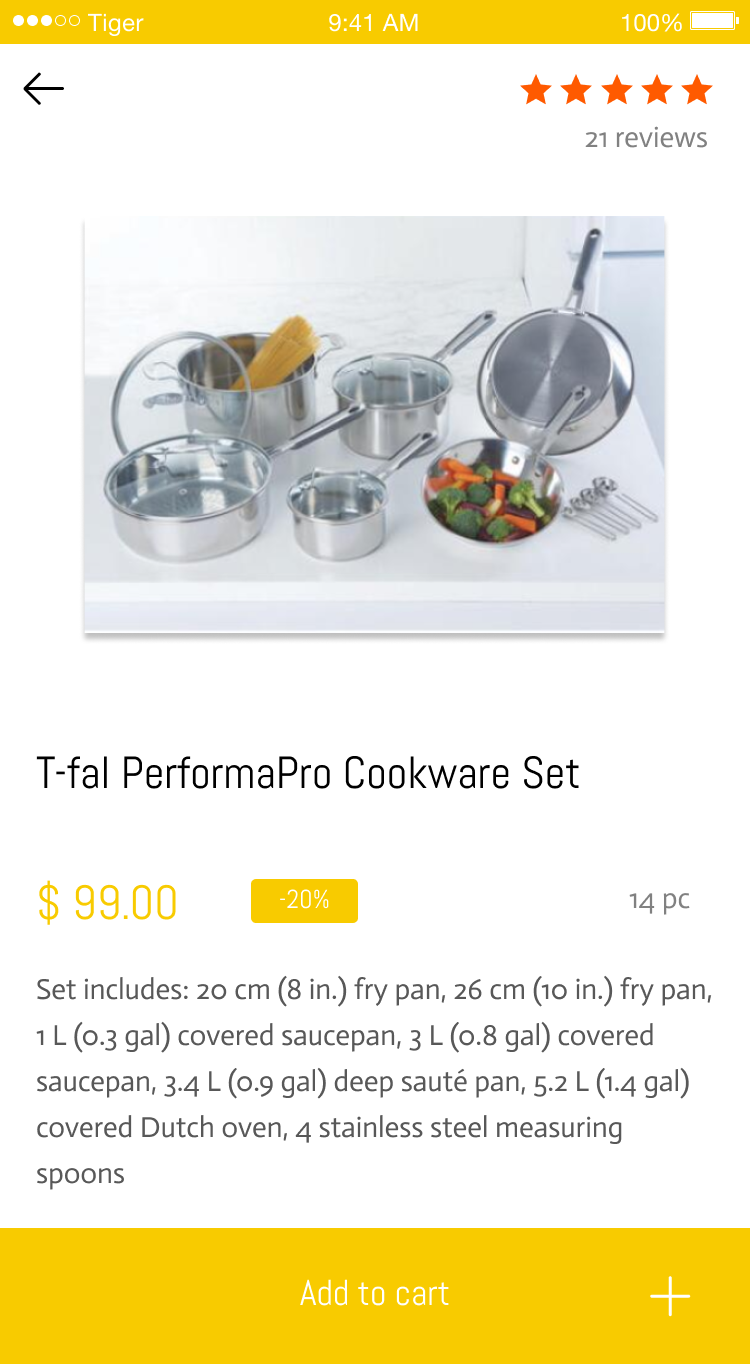 Tiger 9:41 AM 100%
21 reviews
T-fal PerformaPro Cookware Set
$ 99.00 -20% 14 pc
Set includes: 20 cm (8 in.) fry pan, 26 cm (10 in.) fry pan,
1 L (0.3 gal) covered saucepan, 3 L (0.8 gal) covered
saucepan, 3.4 L (0.9 gal) deep sauté pan, 5.2 L (1.4 gal)
covered Dutch oven, 4 stainless steel measuring
spoons
Add to cart